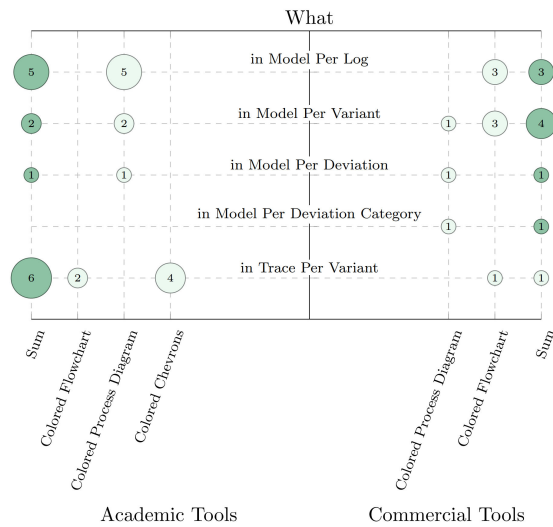 What
in Model Per Log
5 5 3 3
in Model Per Variant
2 2 1 3 4
in Model Per Deviation
1 1 1 1
in Model Per Deviation Category
1 1
in Trace Per Variant
6 2 4 1 1
Sum
Colored Flowchart
Colored Process Diagram
Colored Chevrons
Colored Process Diagram
Colored Flowchart
Sum
Academic Tools
Commercial Tools